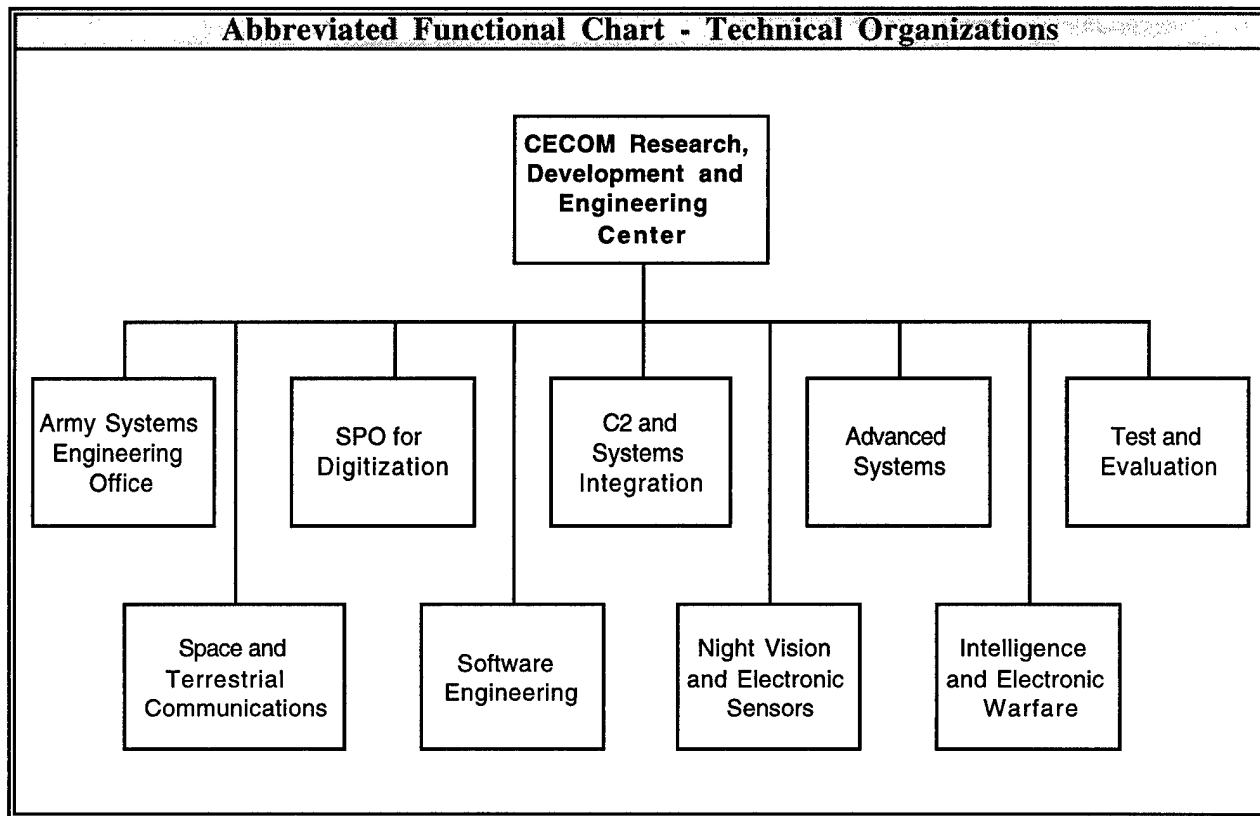 Abbreviated Functional Chart - Technical Organizations
CECOM Research,
Development and
Engineering
Center
Army Systems
Engineering
Office
SPO for
Digitization
C2 and
Systems
Integration
Advanced
Systems
Test and
Evaluation
Space and
Terrestrial
Communications
Software
Engineering
Night Vision
and Electronic
Sensors
Intelligence
and Electronic
Warfare